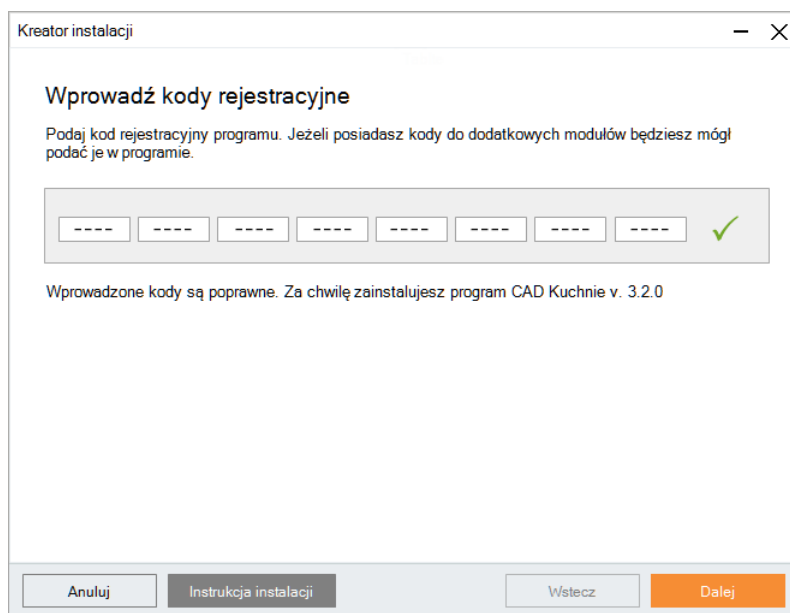 Kreator instalacji
Wprowadź kody rejestracyjne
Podaj kod rejestracyjny programu. Jeżeli posiadasz kody do dodatkowych modułów będziesz mógł
podać je w programie.
---- ---- ---- ---- ---- ---- ---- ----
Wprowadzone kody są poprawne. Za chwilę zainstalujesz program CAD Kuchnie v. 3.2.0
Anuluj Instrukcja instalacji Wstecz Dalej